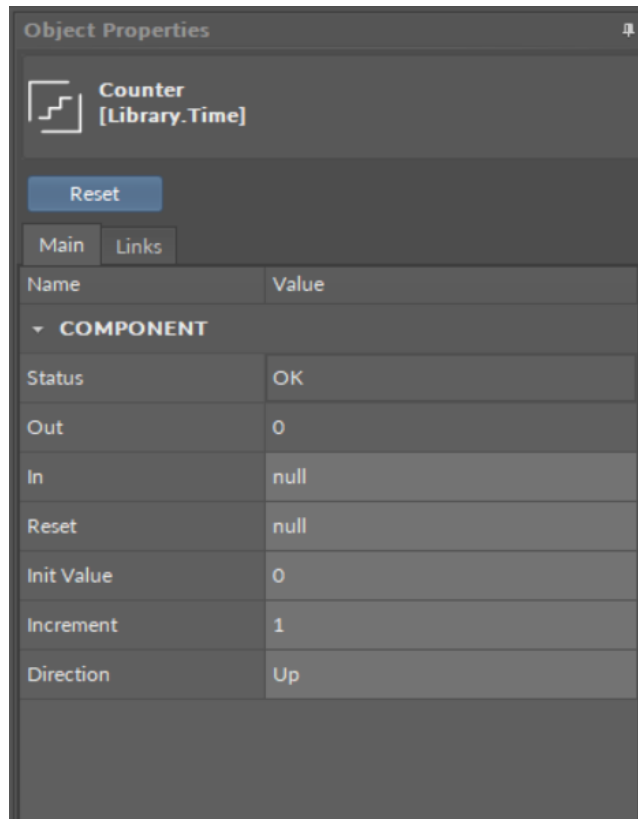 Object Properties
Counter
[Library.Time]
Reset
Main Links
Name Value
COMPONENT
Status OK
Out 0
In null
Reset null
Init Value 0
Increment 1
Direction Up